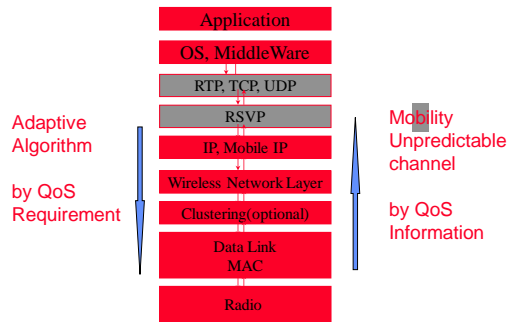 Application
OS, MiddleWare
RTP, TCP, UDP
RSVP
IP, Mobile IP
Wireless Network Layer
Clustering(optional)
Data Link
MAC
Radio
Adaptive
Algorithm
by QoS
Requirement
Mobility
Unpredictable
channel
by QoS
Information